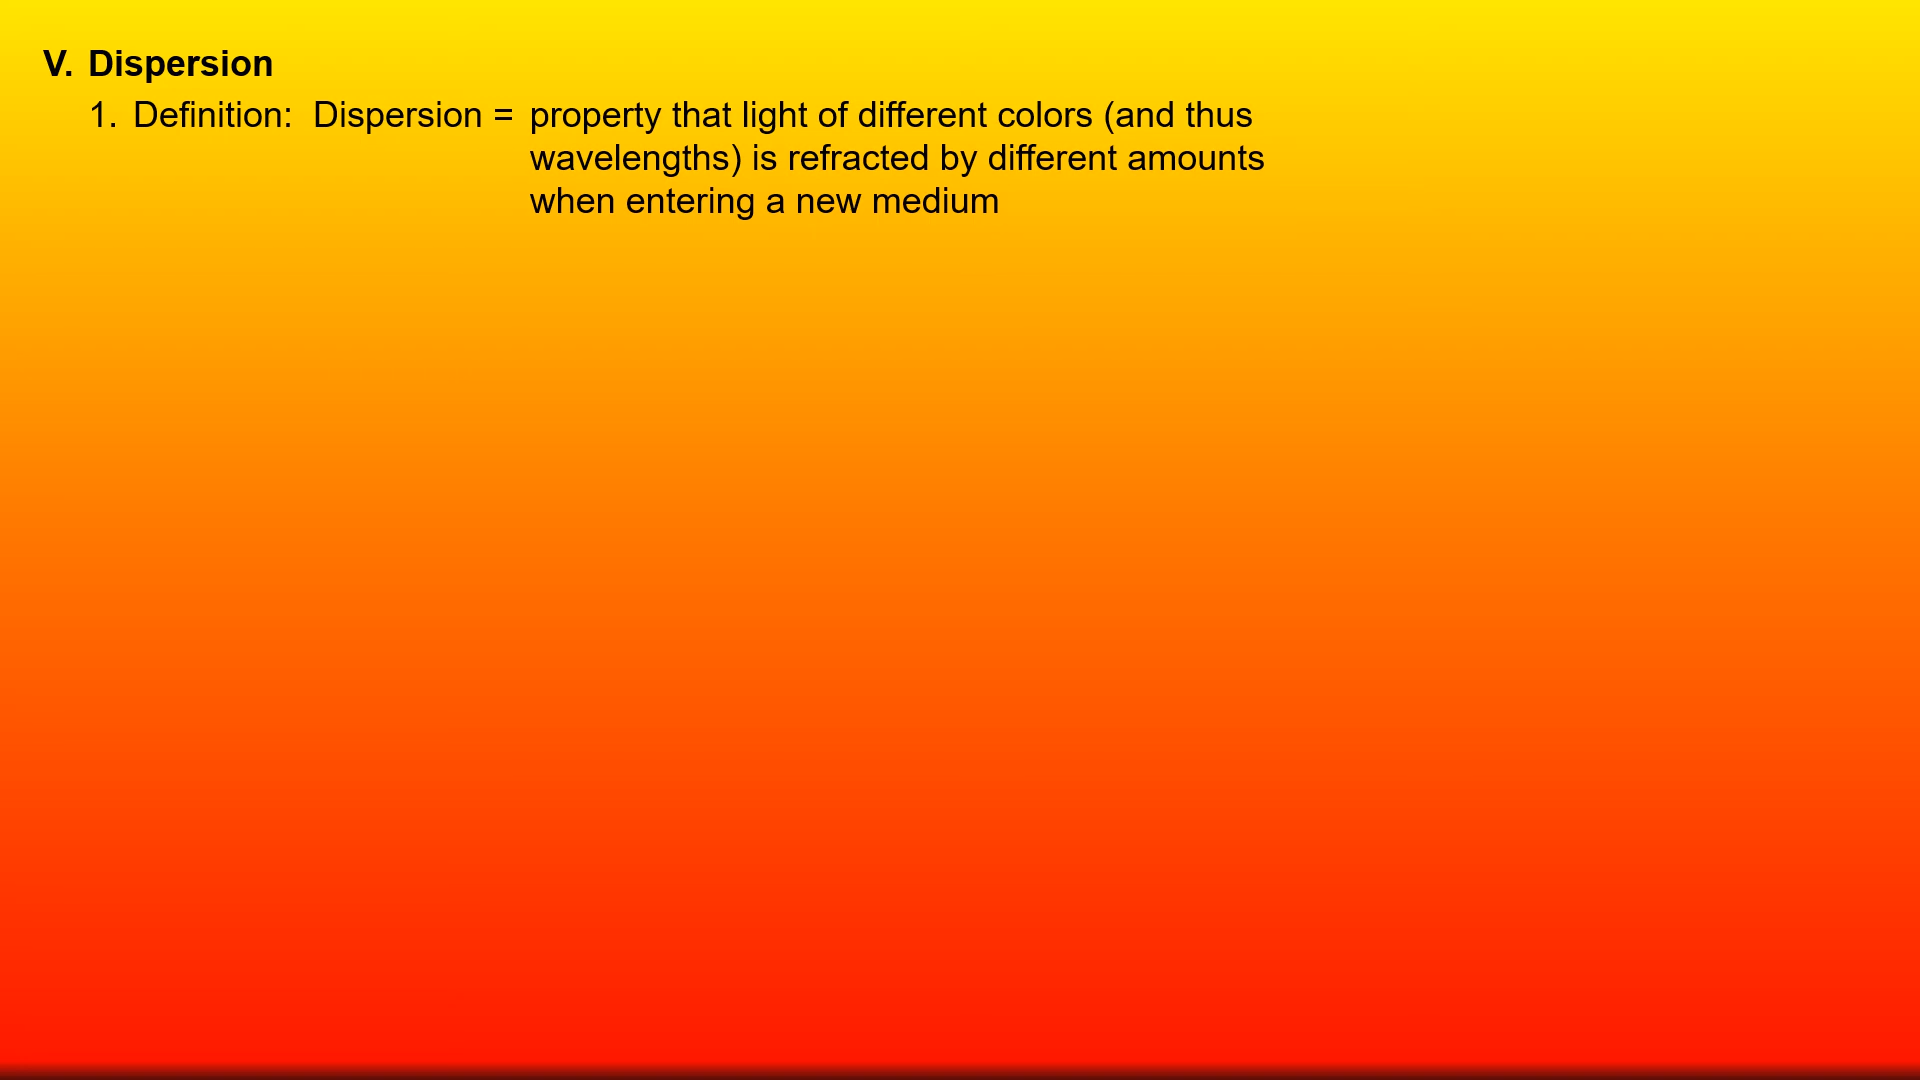 V. Dispersion
1. Definition: Dispersion = property that light of different colors (and thus
wavelengths) is refracted by different amounts
when entering a new medium